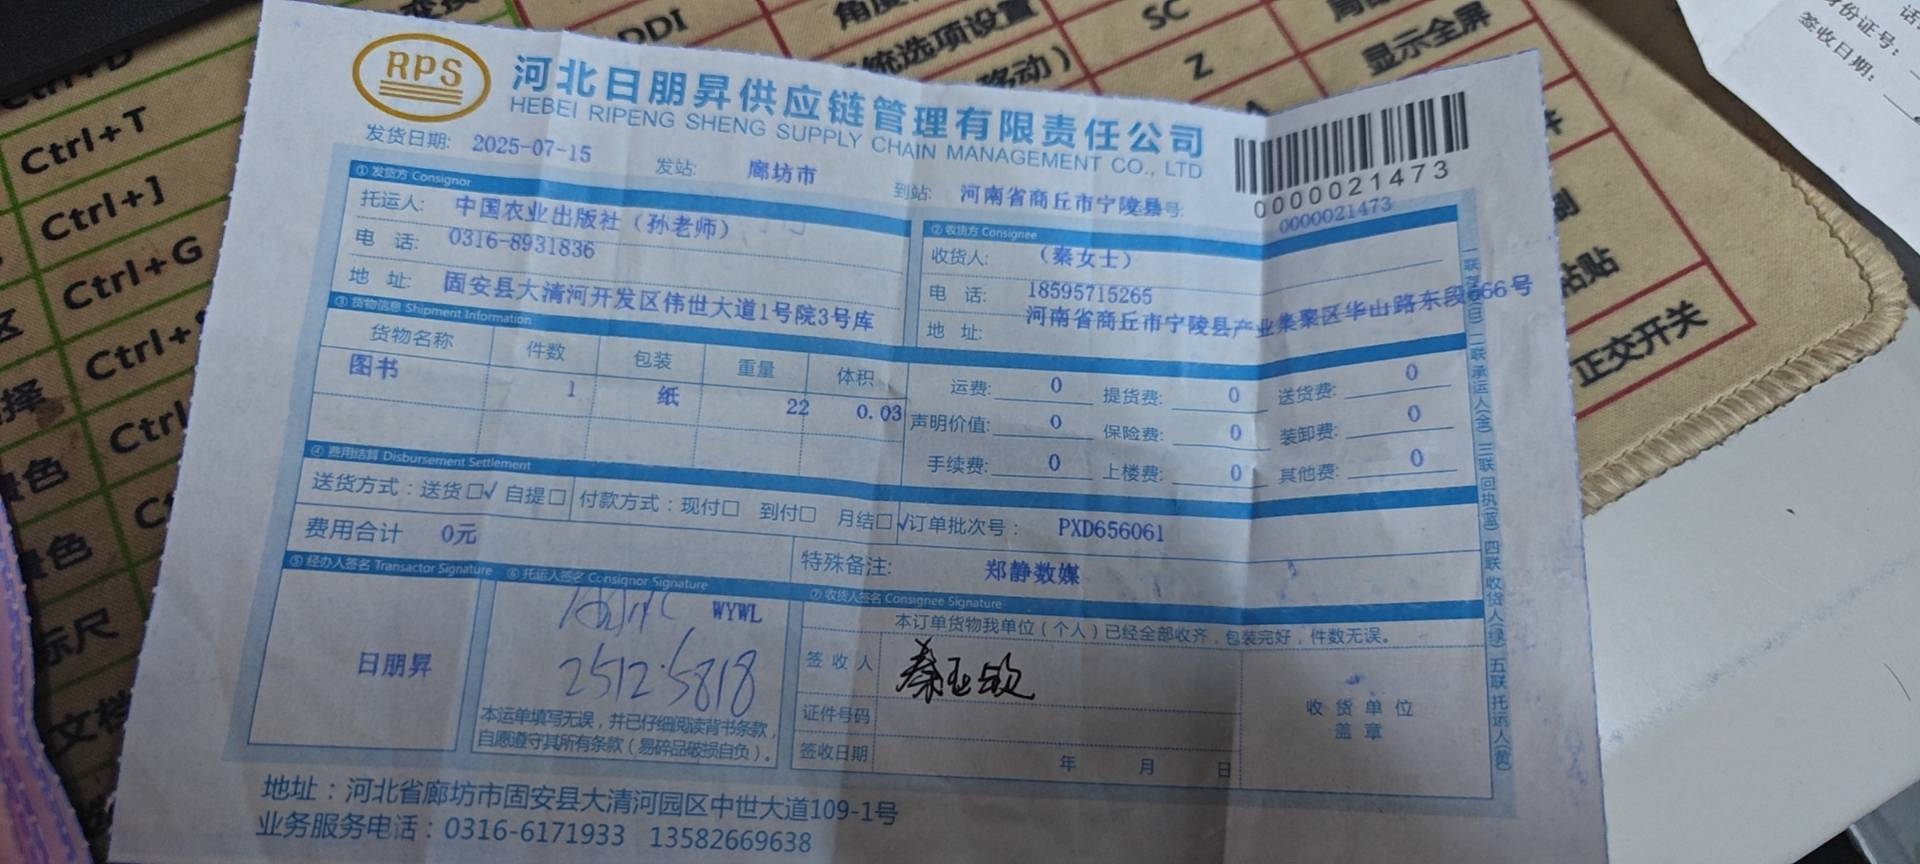 RPS
河北日朋昇供应链管理有限责任公司
HEBEI RIPENG SHENG SUPPLY CHAIN MANAGEMENT CO., LTD
0000021473
发货日期: 2025-07-15 发站: 廊坊市 到站: 河南省商丘市宁陵县 号: 0000021473
① 发货方 Consignor
托运人: 中国农业出版社（孙老师）
电 话: 0316-8931836
地 址: 固安县大清河开发区伟世大道1号院3号库
② 收货方 Consignee
收货人: （秦女士）
电 话: 18595715265
地 址: 河南省商丘市宁陵县产业集聚区华山路东段666号
③ 货物信息 Shipment Information
货物名称 件数 包装 重量 体积
图书 1 纸 22 0.03
运费: 0 提货费: 0 送货费: 0
声明价值: 0 保险费: 0 装卸费: 0
手续费: 0 上楼费: 0 其他费: 0
④ 费用结算 Disbursement Settlement
送货方式：送货□√ 自提□ 付款方式：现付□ 到付□ 月结□√ 订单批次号： PXD656061
费用合计 0元 特殊备注: 郑静数媒
⑤ 经办人签名 Transactor Signature
日朋昇
⑥ 托运人签名 Consignor Signature
WYWL
2512·5818
本运单填写无误，并已仔细阅读背书条款，
自愿遵守其所有条款（易碎品破损自负）。
⑦ 收货人签名 Consignee Signature
本订单货物我单位（个人）已经全部收齐，包装完好，件数无误。
签 收 人
证件号码
签收日期 年 月 日
收 货 单 位
盖 章
二联承运人(金) 三联回执(蓝) 四联收货人(绿) 五联托运人(黄)
地址：河北省廊坊市固安县大清河园区中世大道109-1号
业务服务电话：0316-6171933 13582669638
Ctrl+T
Ctrl+]
Ctrl+G
DDI
SC
Z
显示全屏
粘贴
正交开关
份证号:
签收日期: